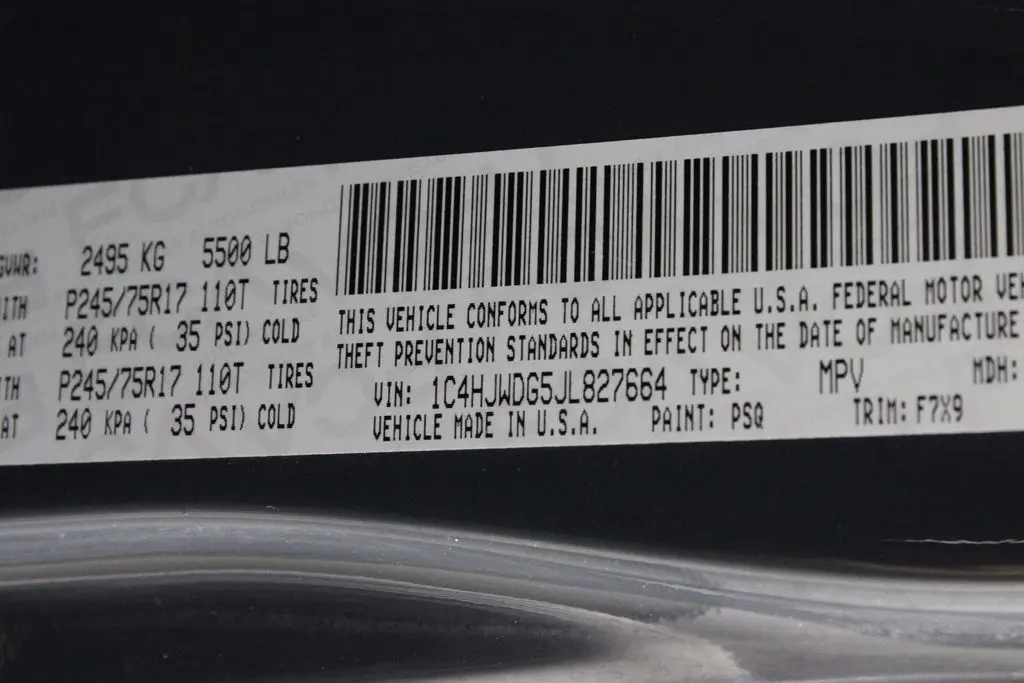 GVWR: 2495 KG 5500 LB
WITH P245/75R17 110T TIRES
AT 240 KPA ( 35 PSI) COLD
WITH P245/75R17 110T TIRES
AT 240 KPA ( 35 PSI) COLD
THIS VEHICLE CONFORMS TO ALL APPLICABLE U.S.A. FEDERAL MOTOR VEH
THEFT PREVENTION STANDARDS IN EFFECT ON THE DATE OF MANUFACTURE
VIN: 1C4HJWDG5JL827664 TYPE: MPV MDH:
VEHICLE MADE IN U.S.A. PAINT: PSQ TRIM: F7X9